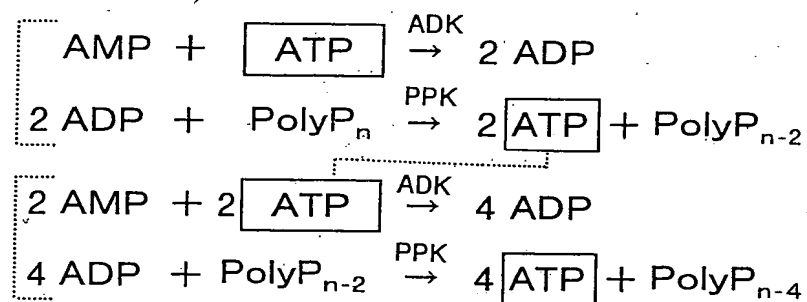 AMP + ATP ADK → 2 ADP
2 ADP + PolyPₙ PPK → 2 ATP + PolyPₙ₋₂
2 AMP + 2 ATP ADK → 4 ADP
4 ADP + PolyPₙ₋₂ PPK → 4 ATP + PolyPₙ₋₄